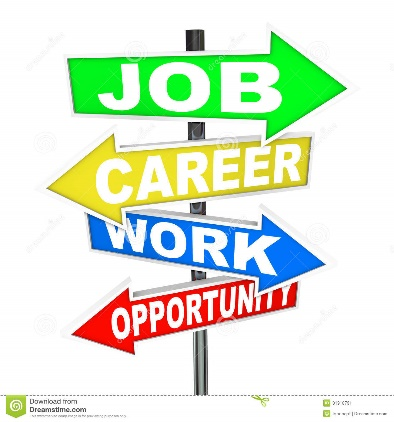 JOB
CAREER
WORK
OPPORTUNITY
Download from
Dreamstime.com